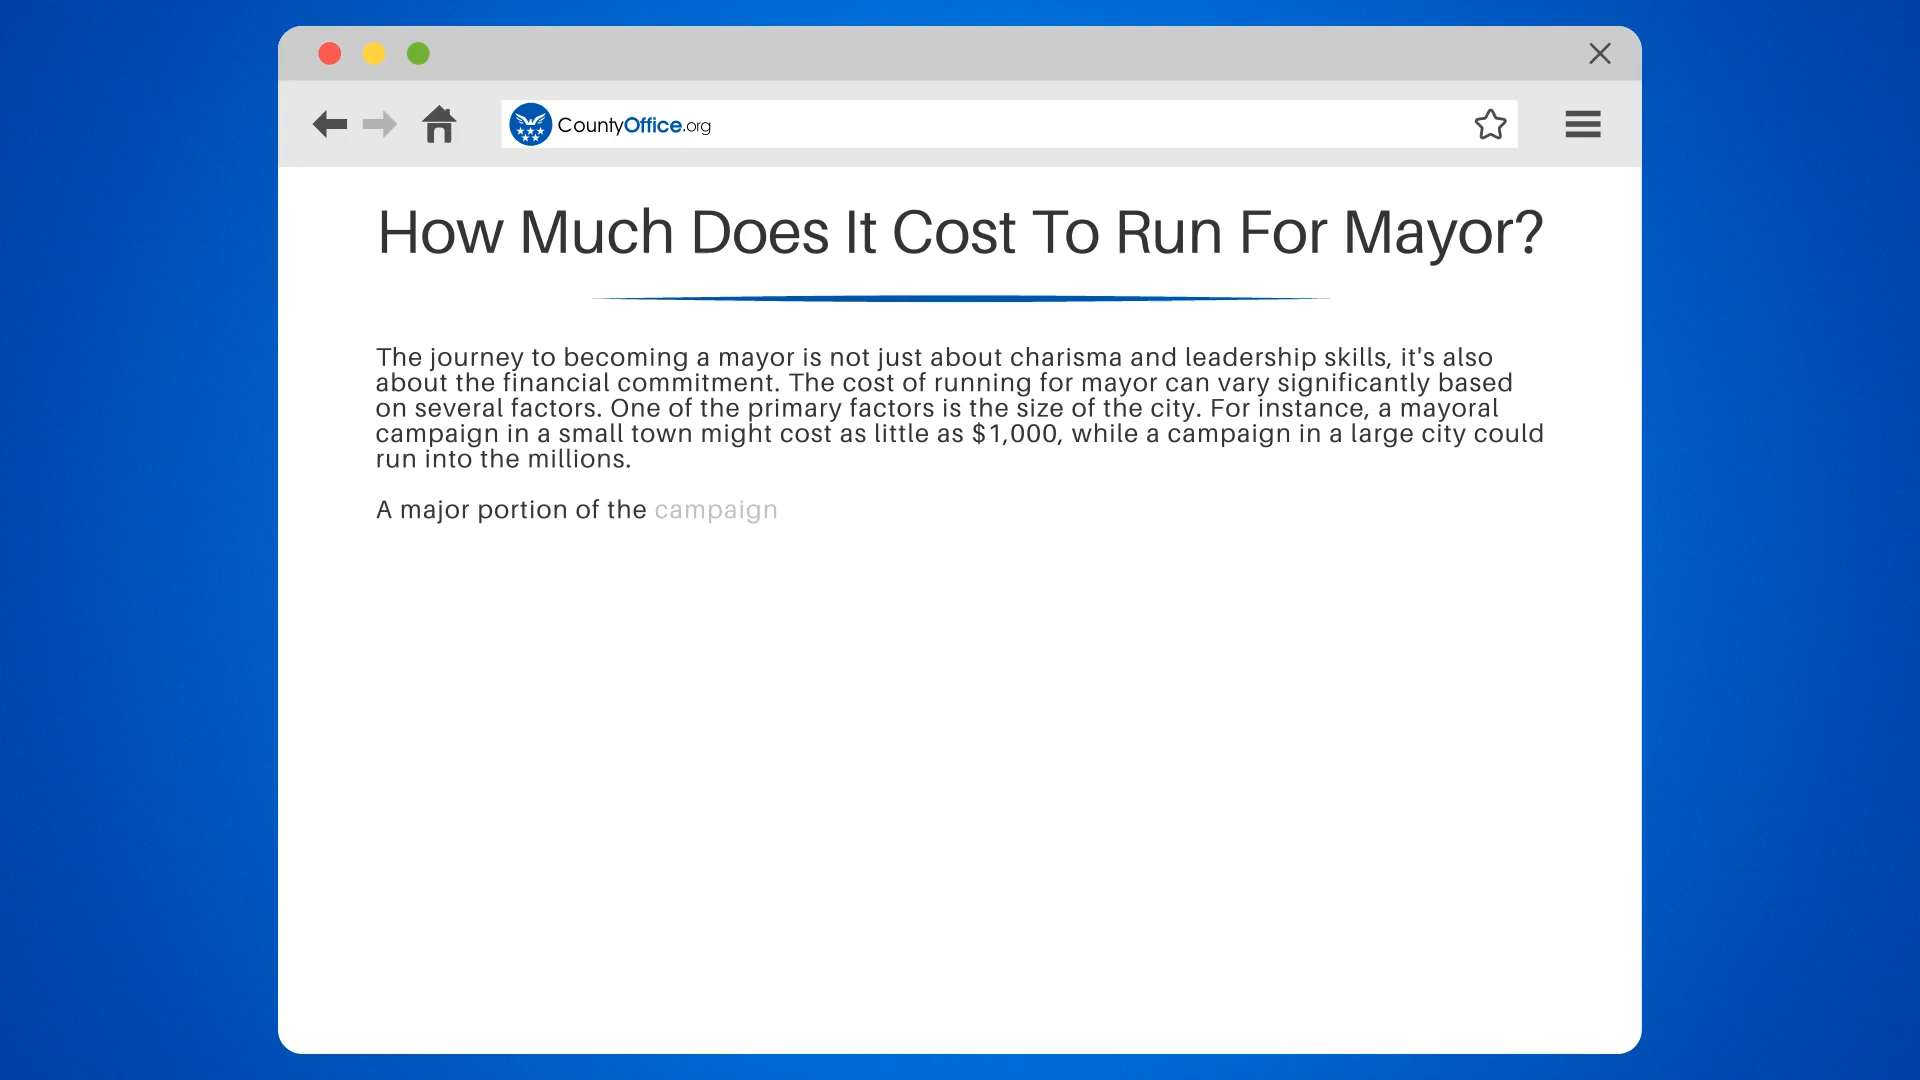 CountyOffice.org
How Much Does It Cost To Run For Mayor?
The journey to becoming a mayor is not just about charisma and leadership skills, it's also
about the financial commitment. The cost of running for mayor can vary significantly based
on several factors. One of the primary factors is the size of the city. For instance, a mayoral
campaign in a small town might cost as little as $1,000, while a campaign in a large city could
run into the millions.
A major portion of the campaign